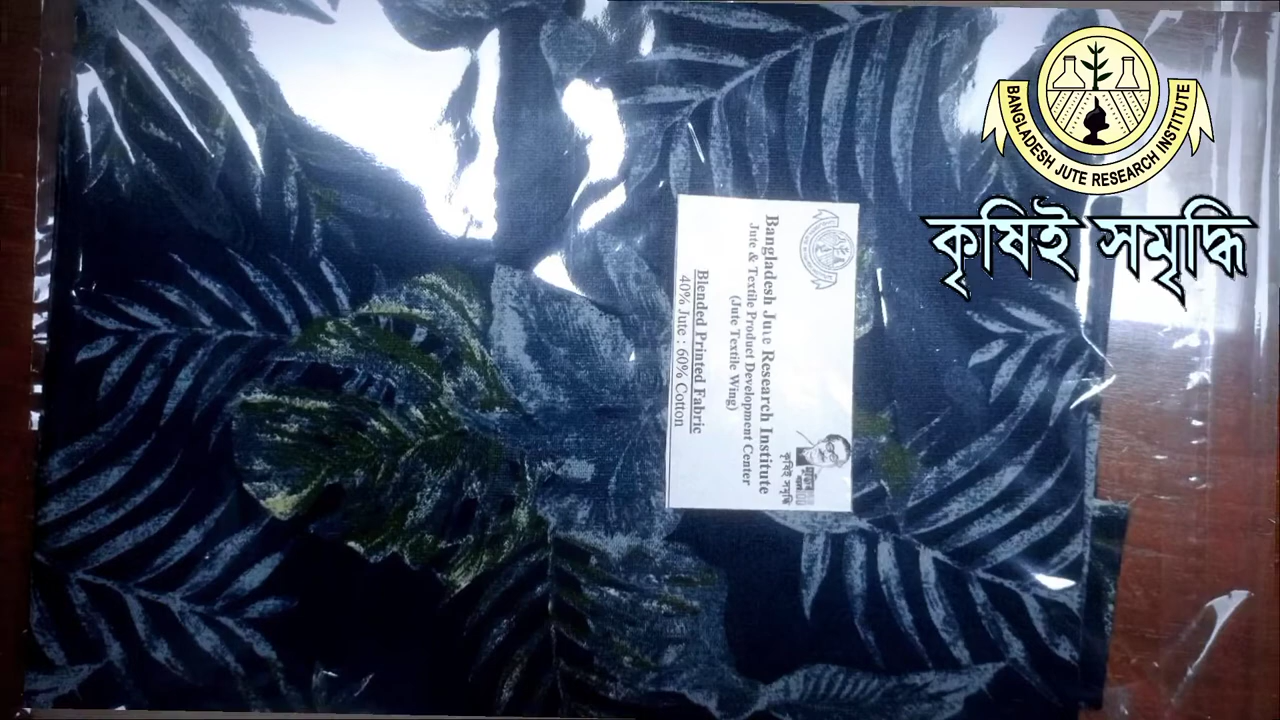 BANGLADESH JUTE RESEARCH INSTITUTE
কৃষিই সমৃদ্ধি
Bangladesh Jute Research Institute
Jute & Textile Product Development Center
(Jute Textile Wing)
Blended Printed Fabric
40% Jute : 60% Cotton
কৃষিই সমৃদ্ধি